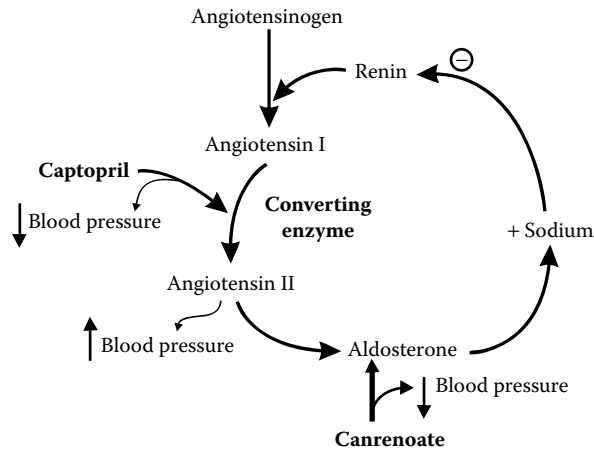 Angiotensinogen
−
Renin
Angiotensin I
Captopril
Blood pressure
Converting
enzyme
+ Sodium
Angiotensin II
Blood pressure
Aldosterone
Blood pressure
Canrenoate